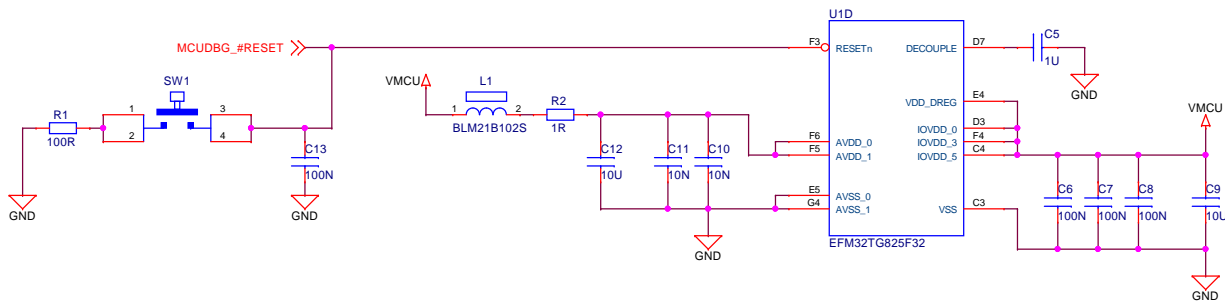 U1D
MCUDBG_#RESET
F3
RESETn
DECOUPLE
D7
C5
1U
GND
SW1
VMCU
L1
R2
1
2
BLM21B102S
1R
VDD_DREG
E4
VMCU
R1
100R
1
2
3
4
IOVDD_0
D3
IOVDD_3
F4
IOVDD_5
C4
F6
AVDD_0
F5
AVDD_1
C13
100N
C12
10U
C11
10N
C10
10N
E5
AVSS_0
G4
AVSS_1
VSS
C3
C6
100N
C7
100N
C8
100N
C9
10U
GND
GND
GND
EFM32TG825F32
GND